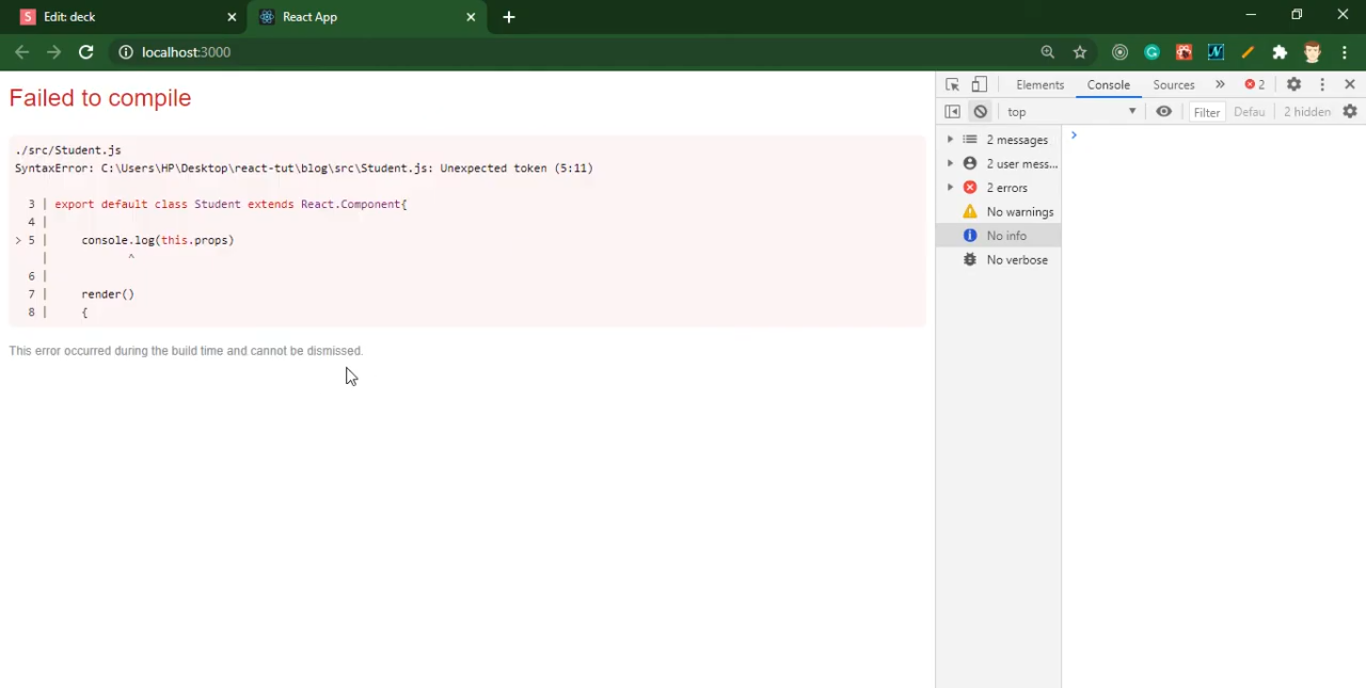 Edit: deck
React App
localhost:3000
Failed to compile
./src/Student.js
SyntaxError: C:\Users\HP\Desktop\react-tut\blog\src\Student.js: Unexpected token (5:11)
3 | export default class Student extends React.Component{
4 |
> 5 | console.log(this.props)
| ^
6 |
7 | render()
8 | {
This error occurred during the build time and cannot be dismissed.
Elements
Console
Sources
» 2
top
Filter
Defau
2 hidden
2 messages
2 user mess...
2 errors
No warnings
No info
No verbose